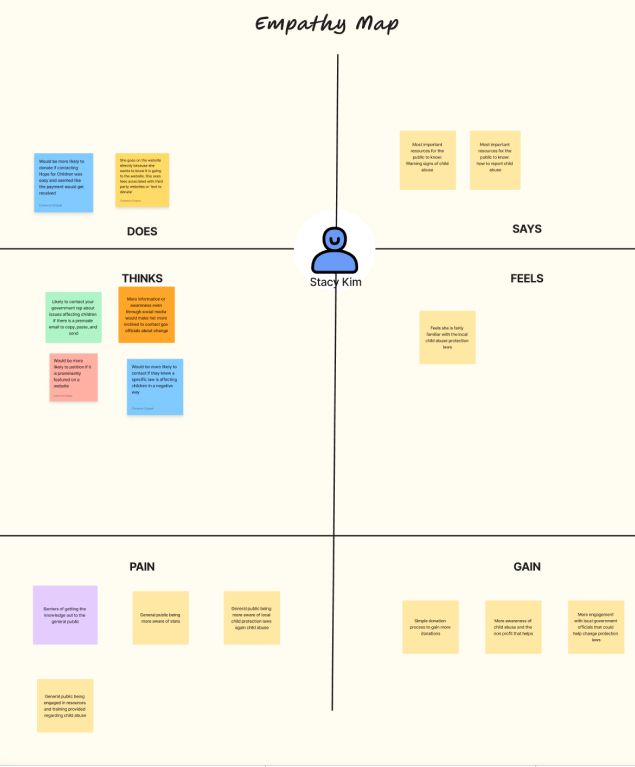 Empathy Map
Would be more likely to
donate if contacting
Hope for Children was
easy and seemed like
the payment would get
received
She goes on the website
directly because she
wants to know it is going
to the website. She sees
fees associated with third
party websites or text to
donate
DOES
Most important
resources for the
public to know:
Warning signs of child
abuse
Most important
resources for the
public to know:
how to report child
abuse
SAYS
Stacy Kim
THINKS
Likely to contact your
government rep about
issues affecting children
if there is a premade
email to copy, paste, and
send
More information or
awareness even
through social media
would make her more
inclined to contact gov
officials about change
Would be more
likely to petition if it
is prominently
featured on a
website
Would be more likely to
contact if they knew a
specific law is affecting
children in a negative
way
FEELS
Feels she is fairly
familiar with the local
child abuse protection
laws
PAIN
Barriers of getting the
knowledge out to the
general public
General public being
more aware of stats
General public being
more aware of local
child protection laws
again child abuse
General public being
engaged in resources
and training provided
regarding child abuse
GAIN
Simple donation
process to gain more
donations
More awareness of
child abuse and the
non profit that helps
More engagement
with local government
officials that could
help change protection
laws